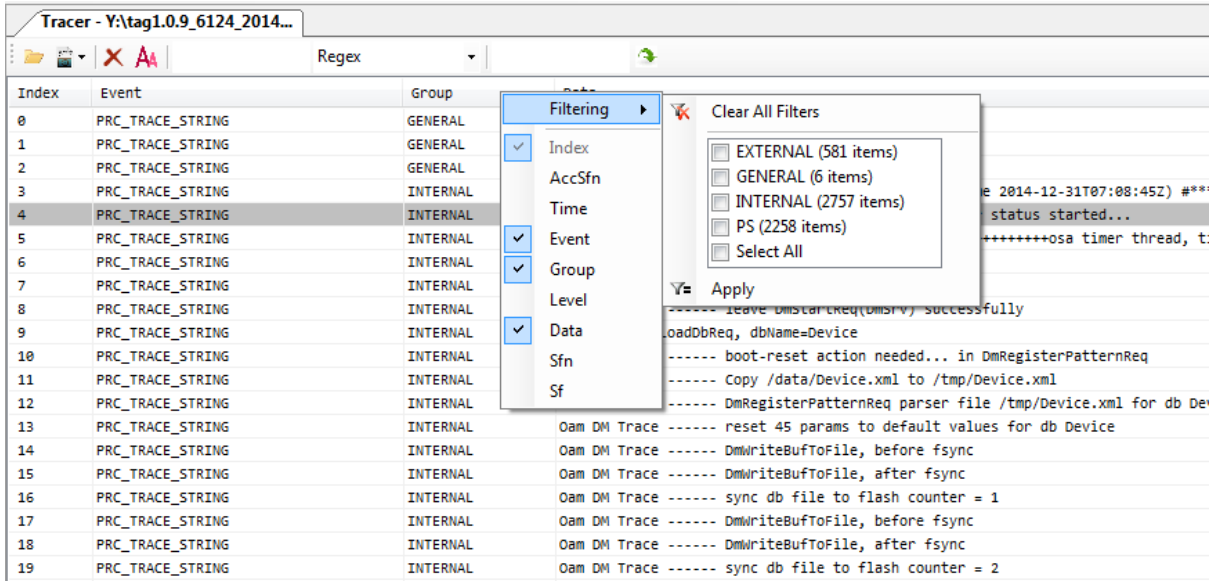 Tracer - Y:\tag1.0.9_6124_2014...
Regex
Index Event Group
0 PRC_TRACE_STRING GENERAL
1 PRC_TRACE_STRING GENERAL
2 PRC_TRACE_STRING GENERAL
3 PRC_TRACE_STRING INTERNAL 2014-12-31T07:08:45Z) #***
4 PRC_TRACE_STRING INTERNAL status started...
5 PRC_TRACE_STRING INTERNAL ++++++++osa timer thread,
6 PRC_TRACE_STRING INTERNAL
7 PRC_TRACE_STRING INTERNAL
8 PRC_TRACE_STRING INTERNAL ------ leave DmStartReq(DmSrv) successfully
9 PRC_TRACE_STRING INTERNAL oadDbReq, dbName=Device
10 PRC_TRACE_STRING INTERNAL ------ boot-reset action needed... in DmRegisterPatternReq
11 PRC_TRACE_STRING INTERNAL ------ Copy /data/Device.xml to /tmp/Device.xml
12 PRC_TRACE_STRING INTERNAL ------ DmRegisterPatternReq parser file /tmp/Device.xml for db Dev
13 PRC_TRACE_STRING INTERNAL Oam DM Trace ------ reset 45 params to default values for db Device
14 PRC_TRACE_STRING INTERNAL Oam DM Trace ------ DmWriteBufToFile, before fsync
15 PRC_TRACE_STRING INTERNAL Oam DM Trace ------ DmWriteBufToFile, after fsync
16 PRC_TRACE_STRING INTERNAL Oam DM Trace ------ sync db file to flash counter = 1
17 PRC_TRACE_STRING INTERNAL Oam DM Trace ------ DmWriteBufToFile, before fsync
18 PRC_TRACE_STRING INTERNAL Oam DM Trace ------ DmWriteBufToFile, after fsync
19 PRC_TRACE_STRING INTERNAL Oam DM Trace ------ sync db file to flash counter = 2
Filtering
Index
AccSfn
Time
Event
Group
Level
Data
Sfn
Sf
Clear All Filters
EXTERNAL (581 items)
GENERAL (6 items)
INTERNAL (2757 items)
PS (2258 items)
Select All
Apply